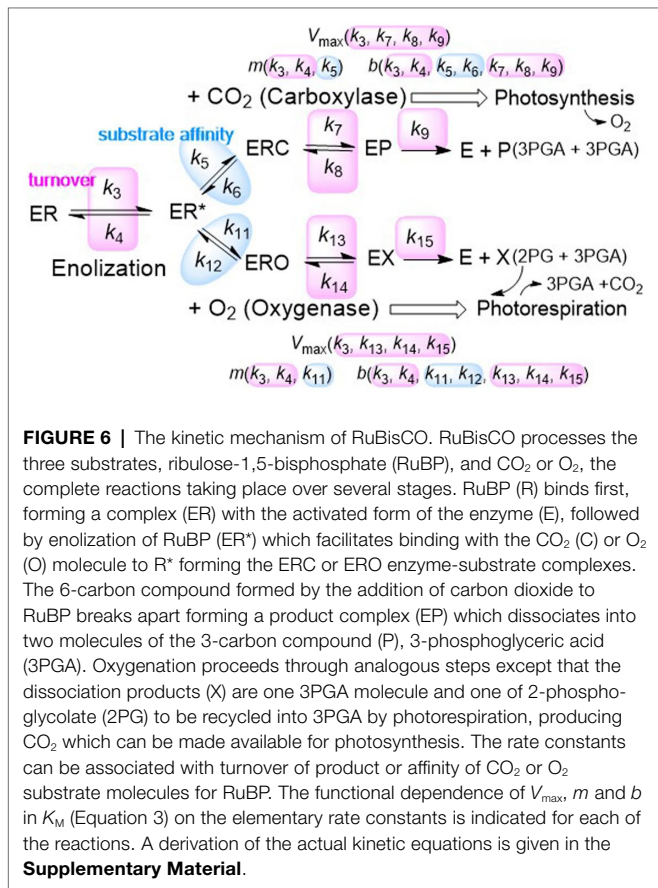 Vmax(k3, k7, k8, k9)
m(k3, k4, k5) b(k3, k4, k5, k6, k7, k8, k9)
+ CO2 (Carboxylase) Photosynthesis
O2
substrate affinity
k5 k6 ERC k7 k8 EP k9 E + P(3PGA + 3PGA)
turnover
ER k3 k4 ER*
Enolization
k11 k12 ERO k13 k14 EX k15 E + X(2PG + 3PGA)
3PGA +CO2
+ O2 (Oxygenase) Photorespiration
Vmax(k3, k13, k14, k15)
m(k3, k4, k11) b(k3, k4, k11, k12, k13, k14, k15)
FIGURE 6 | The kinetic mechanism of RuBisCO. RuBisCO processes the
three substrates, ribulose-1,5-bisphosphate (RuBP), and CO2 or O2, the
complete reactions taking place over several stages. RuBP (R) binds first,
forming a complex (ER) with the activated form of the enzyme (E), followed
by enolization of RuBP (ER*) which facilitates binding with the CO2 (C) or O2
(O) molecule to R* forming the ERC or ERO enzyme-substrate complexes.
The 6-carbon compound formed by the addition of carbon dioxide to
RuBP breaks apart forming a product complex (EP) which dissociates into
two molecules of the 3-carbon compound (P), 3-phosphoglyceric acid
(3PGA). Oxygenation proceeds through analogous steps except that the
dissociation products (X) are one 3PGA molecule and one of 2-phospho-
glycolate (2PG) to be recycled into 3PGA by photorespiration, producing
CO2 which can be made available for photosynthesis. The rate constants
can be associated with turnover of product or affinity of CO2 or O2
substrate molecules for RuBP. The functional dependence of Vmax, m and b
in KM (Equation 3) on the elementary rate constants is indicated for each of
the reactions. A derivation of the actual kinetic equations is given in the
Supplementary Material.